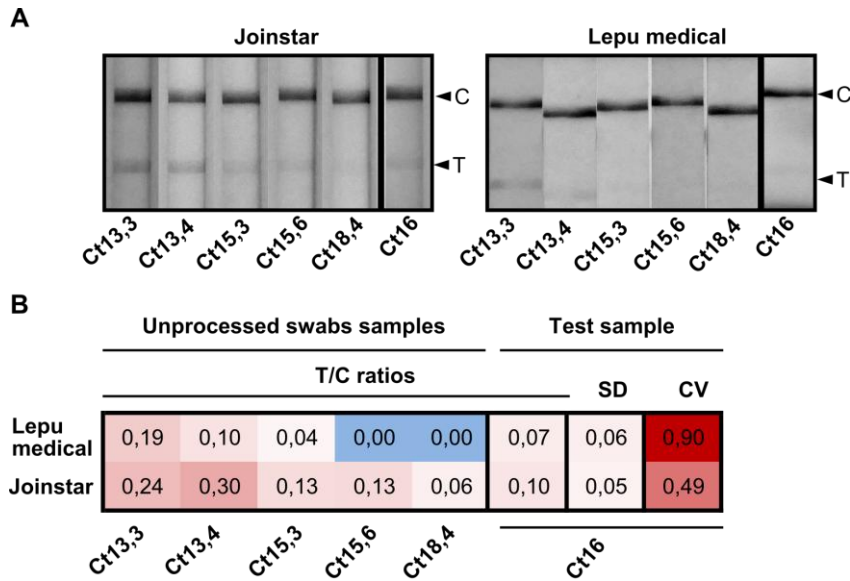 A
Joinstar
Lepu medical
C
T
C
T
Ct13,3
Ct13,4
Ct15,3
Ct15,6
Ct18,4
Ct16
Ct13,3
Ct13,4
Ct15,3
Ct15,6
Ct18,4
Ct16
B
Unprocessed swabs samples
Test sample
T/C ratios
SD
CV
Lepu medical
0,19 0,10 0,04 0,00 0,00 0,07 0,06 0,90
Joinstar
0,24 0,30 0,13 0,13 0,06 0,10 0,05 0,49
Ct13,3
Ct13,4
Ct15,3
Ct15,6
Ct18,4
Ct16